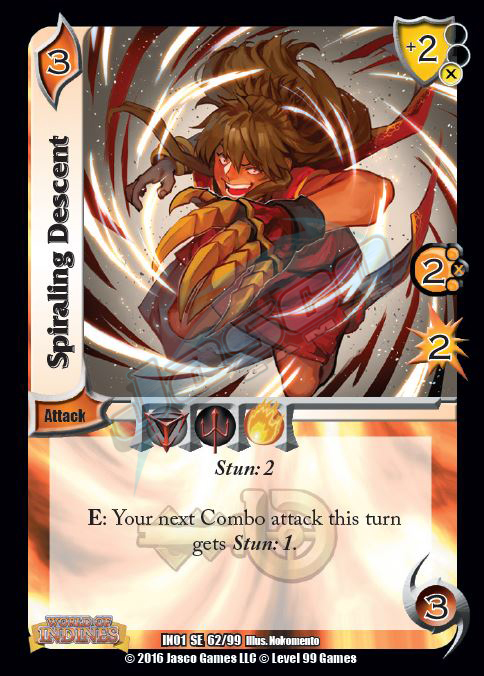 3
+2
Spiraling Descent
2
2
Attack
Stun: 2
E: Your next Combo attack this turn
gets Stun: 1.
3
WORLD OF
INDINES
IN01 SE 62/99 Illus. Nokomento
© 2016 Jasco Games LLC © Level 99 Games